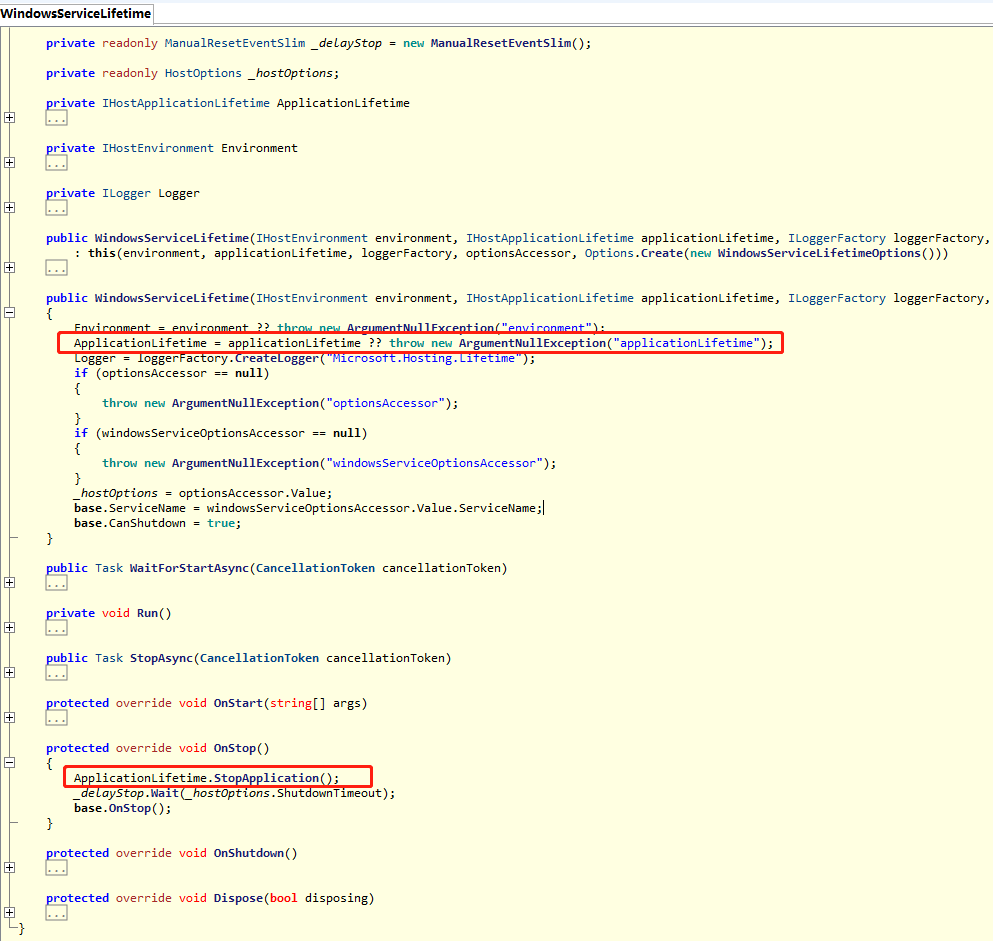 WindowsServiceLifetime
private readonly ManualResetEventSlim _delayStop = new ManualResetEventSlim();
private readonly HostOptions _hostOptions;
private IHostApplicationLifetime ApplicationLifetime
...
private IHostEnvironment Environment
...
private ILogger Logger
...
public WindowsServiceLifetime(IHostEnvironment environment, IHostApplicationLifetime applicationLifetime, ILoggerFactory loggerFactory,
: this(environment, applicationLifetime, loggerFactory, optionsAccessor, Options.Create(new WindowsServiceLifetimeOptions()))
...
public WindowsServiceLifetime(IHostEnvironment environment, IHostApplicationLifetime applicationLifetime, ILoggerFactory loggerFactory,
{
Environment = environment ?? throw new ArgumentNullException("environment");
ApplicationLifetime = applicationLifetime ?? throw new ArgumentNullException("applicationLifetime");
Logger = loggerFactory.CreateLogger("Microsoft.Hosting.Lifetime");
if (optionsAccessor == null)
{
throw new ArgumentNullException("optionsAccessor");
}
if (windowsServiceOptionsAccessor == null)
{
throw new ArgumentNullException("windowsServiceOptionsAccessor");
}
_hostOptions = optionsAccessor.Value;
base.ServiceName = windowsServiceOptionsAccessor.Value.ServiceName;
base.CanShutdown = true;
}
public Task WaitForStartAsync(CancellationToken cancellationToken)
...
private void Run()
...
public Task StopAsync(CancellationToken cancellationToken)
...
protected override void OnStart(string[] args)
...
protected override void OnStop()
{
ApplicationLifetime.StopApplication();
_delayStop.Wait(_hostOptions.ShutdownTimeout);
base.OnStop();
}
protected override void OnShutdown()
...
protected override void Dispose(bool disposing)
...
}